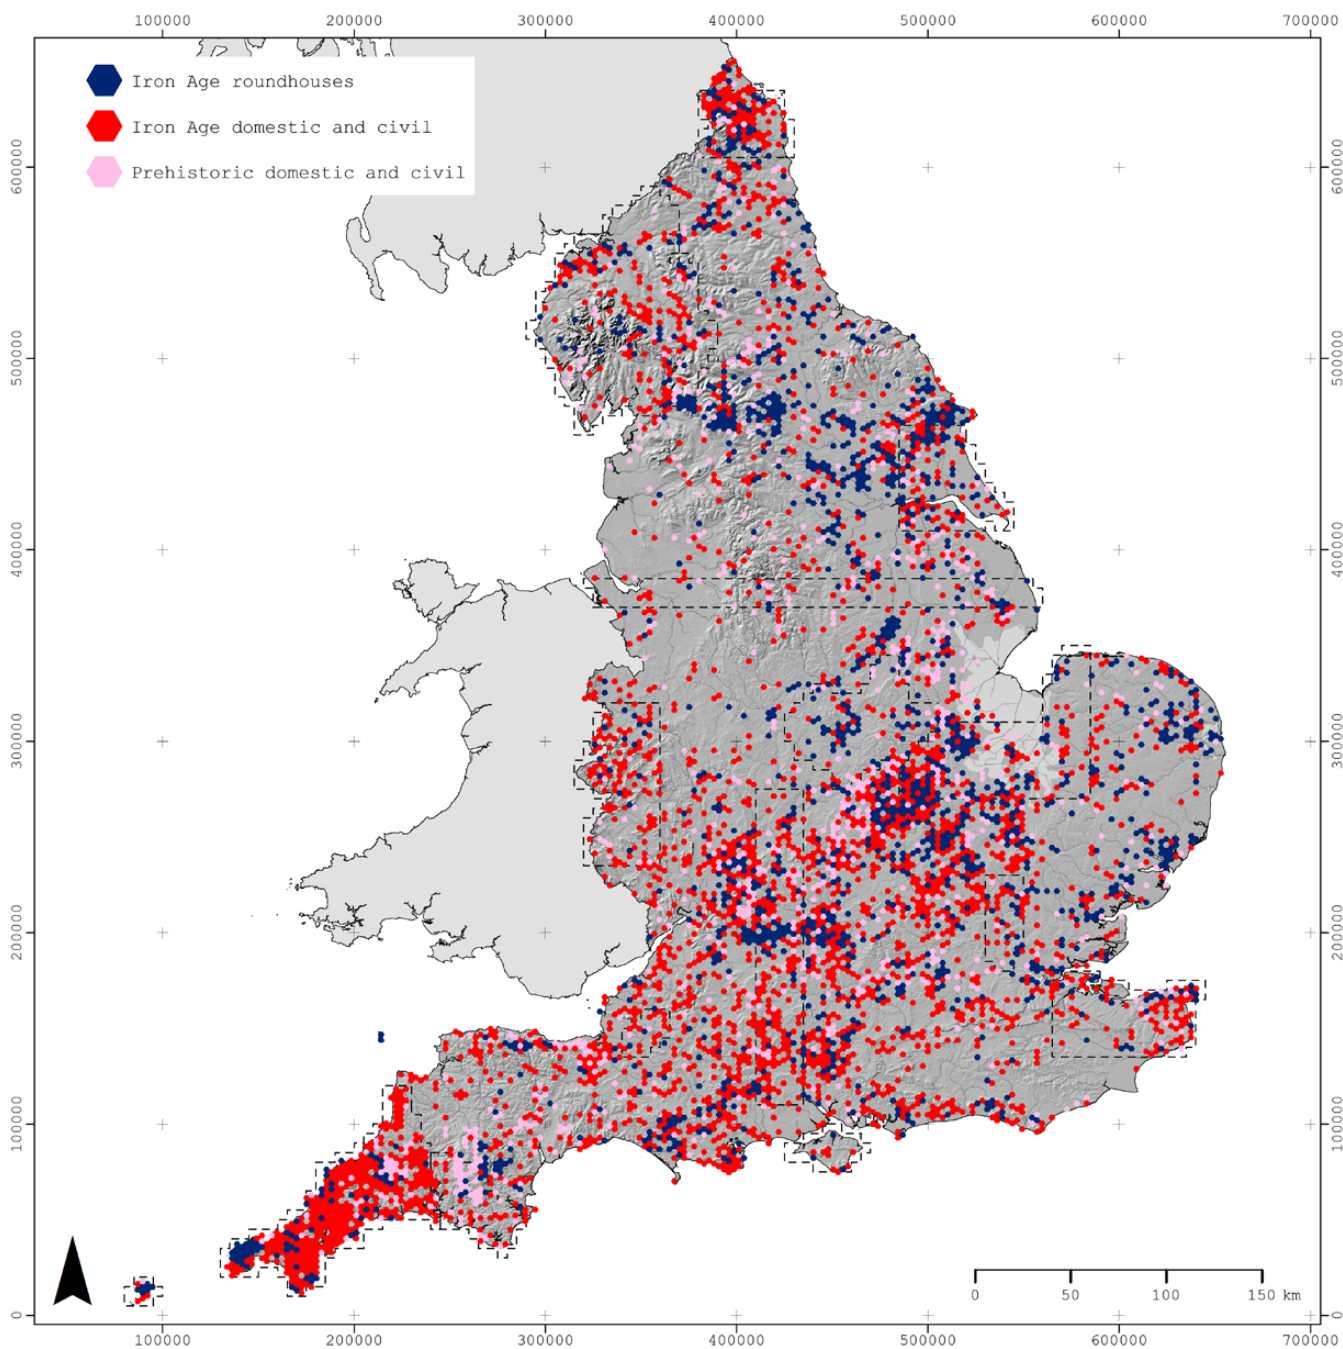 100000 200000 300000 400000 500000 600000 700000
Iron Age roundhouses
Iron Age domestic and civil
Prehistoric domestic and civil
600000 600000
500000 500000
400000 400000
300000 300000
200000 200000
100000 100000
0 50 100 150 km
0 0
100000 200000 300000 400000 500000 600000 700000